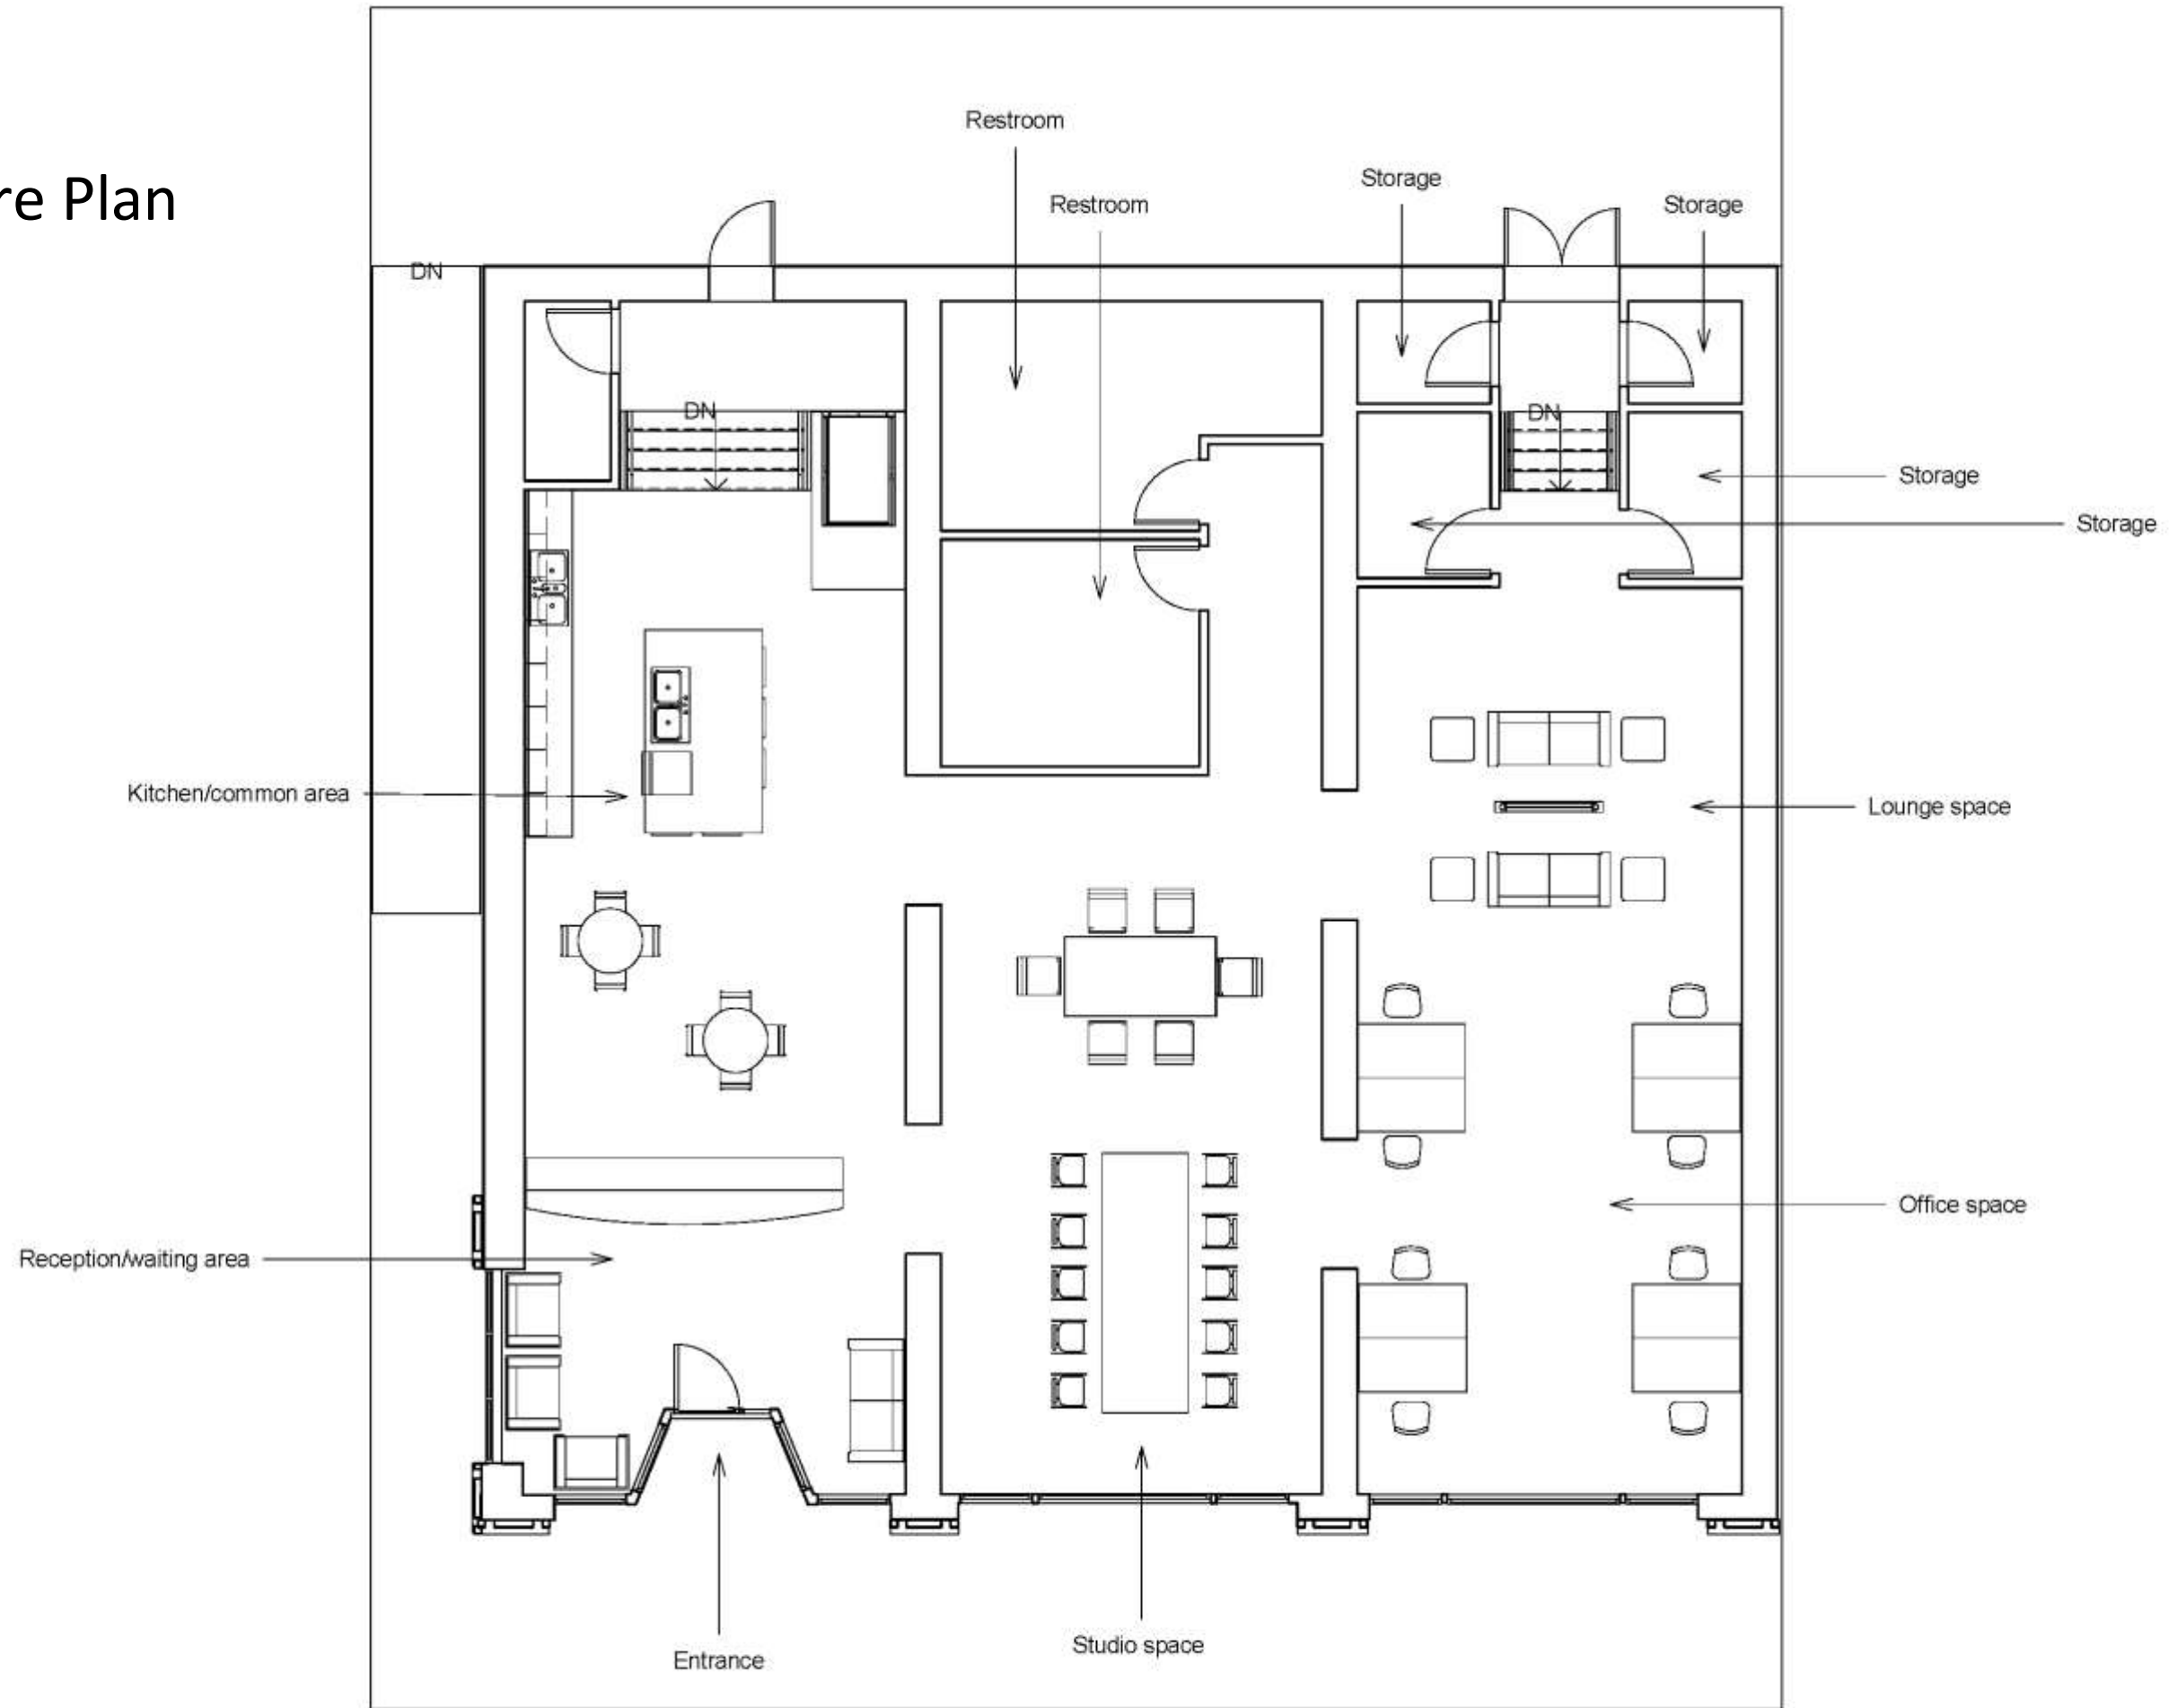 re Plan
Restroom
Restroom
Storage
Storage
DN
DN
DN
Storage
Storage
Kitchen/common area
Lounge space
Office space
Reception/waiting area
Studio space
Entrance